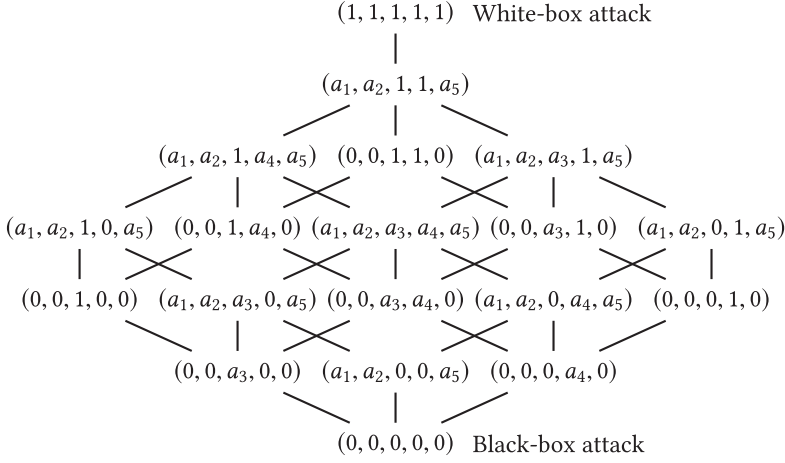 (1, 1, 1, 1, 1) White-box attack
(a₁, a₂, 1, 1, a₅)
(a₁, a₂, 1, a₄, a₅) (0, 0, 1, 1, 0) (a₁, a₂, a₃, 1, a₅)
(a₁, a₂, 1, 0, a₅) (0, 0, 1, a₄, 0) (a₁, a₂, a₃, a₄, a₅) (0, 0, a₃, 1, 0) (a₁, a₂, 0, 1, a₅)
(0, 0, 1, 0, 0) (a₁, a₂, a₃, 0, a₅) (0, 0, a₃, a₄, 0) (a₁, a₂, 0, a₄, a₅) (0, 0, 0, 1, 0)
(0, 0, a₃, 0, 0) (a₁, a₂, 0, 0, a₅) (0, 0, 0, a₄, 0)
(0, 0, 0, 0, 0) Black-box attack